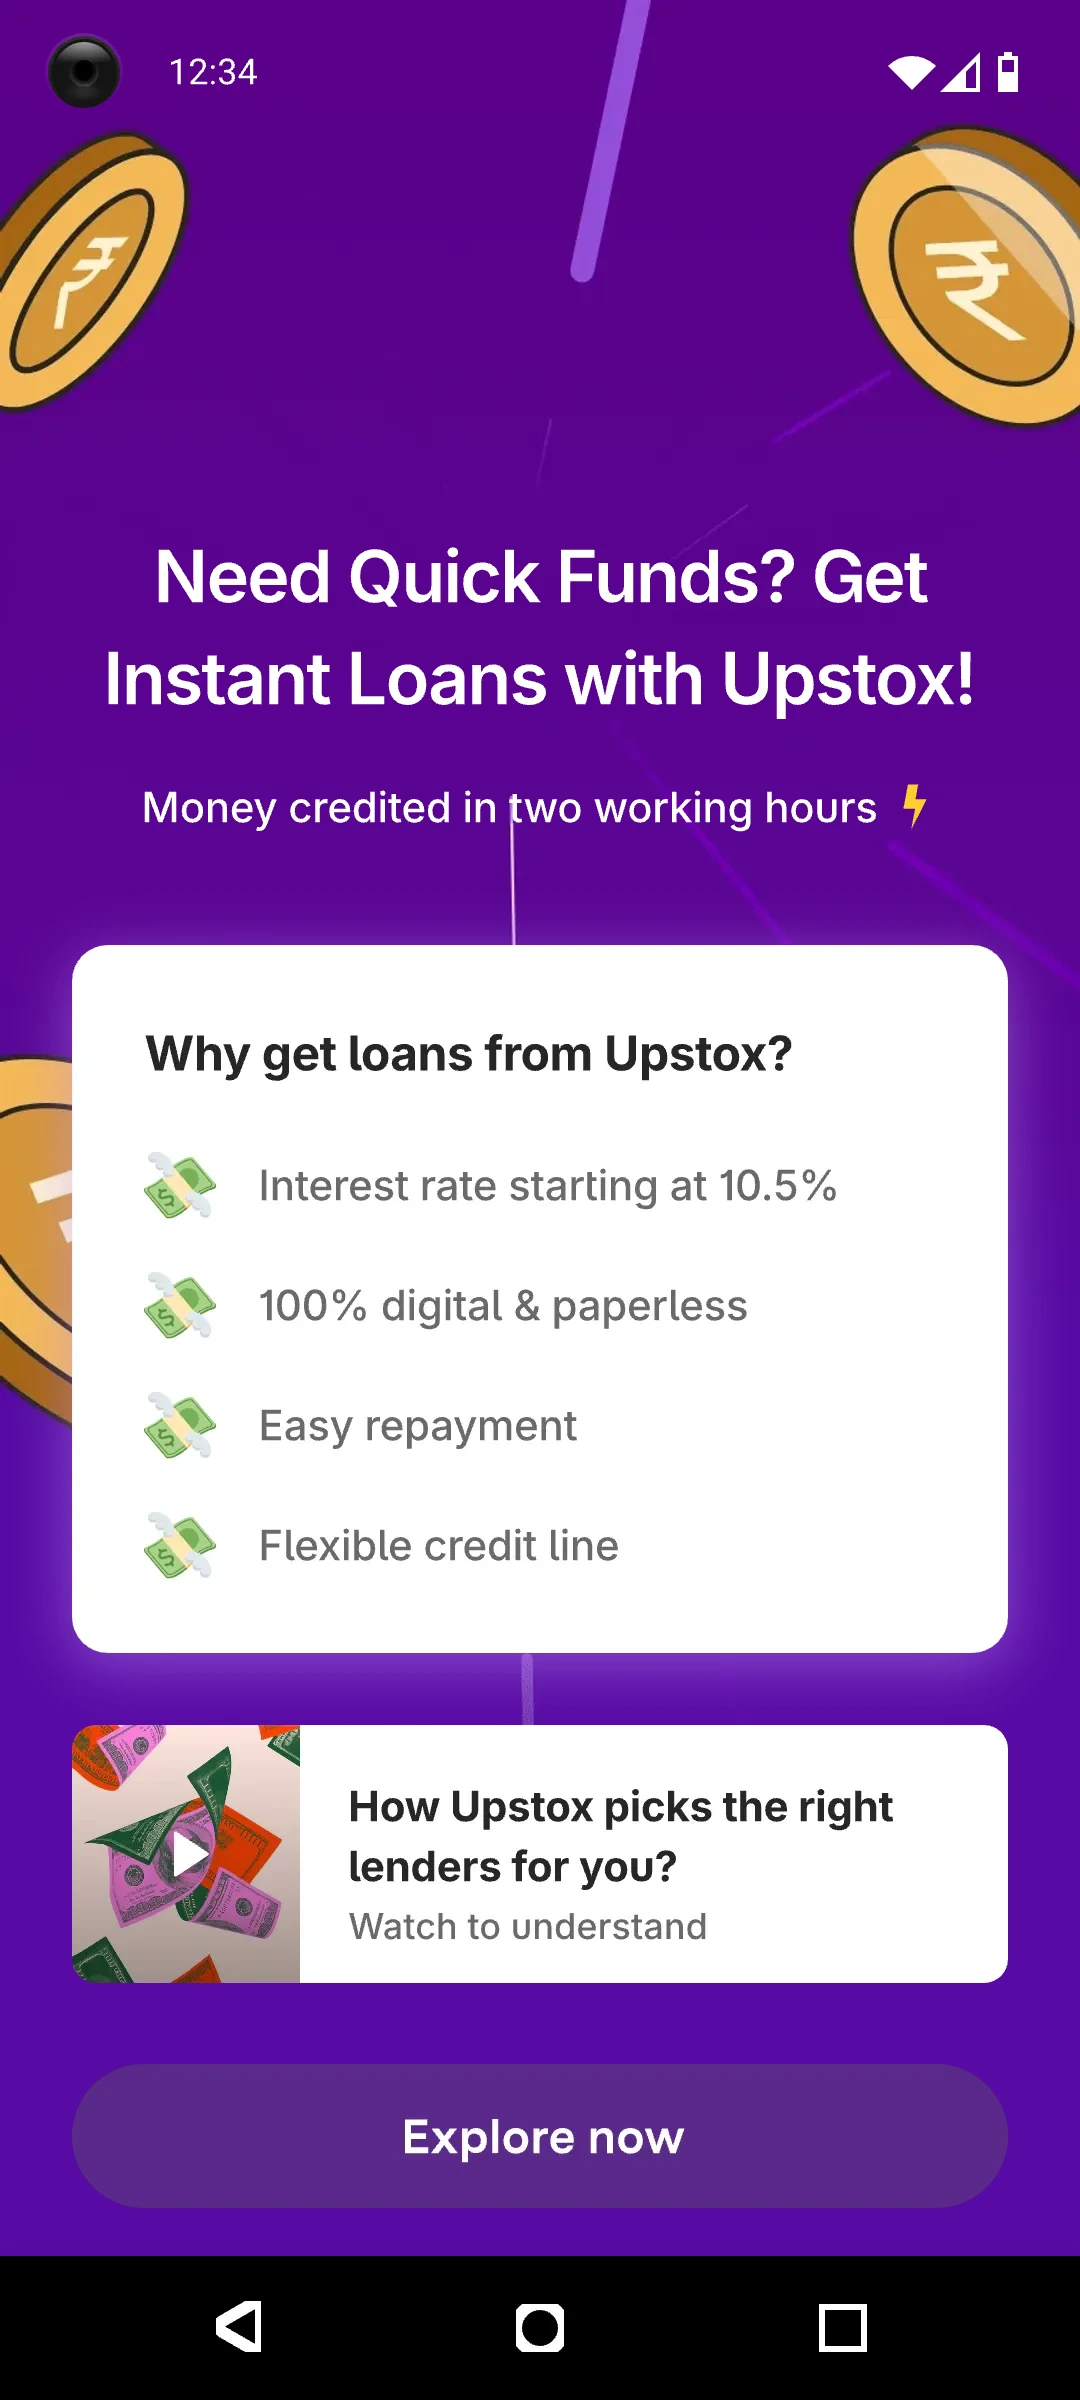 12:34
Need Quick Funds? Get
Instant Loans with Upstox!
Money credited in two working hours ⚡
Why get loans from Upstox?
Interest rate starting at 10.5%
100% digital & paperless
Easy repayment
Flexible credit line
How Upstox picks the right
lenders for you?
Watch to understand
Explore now